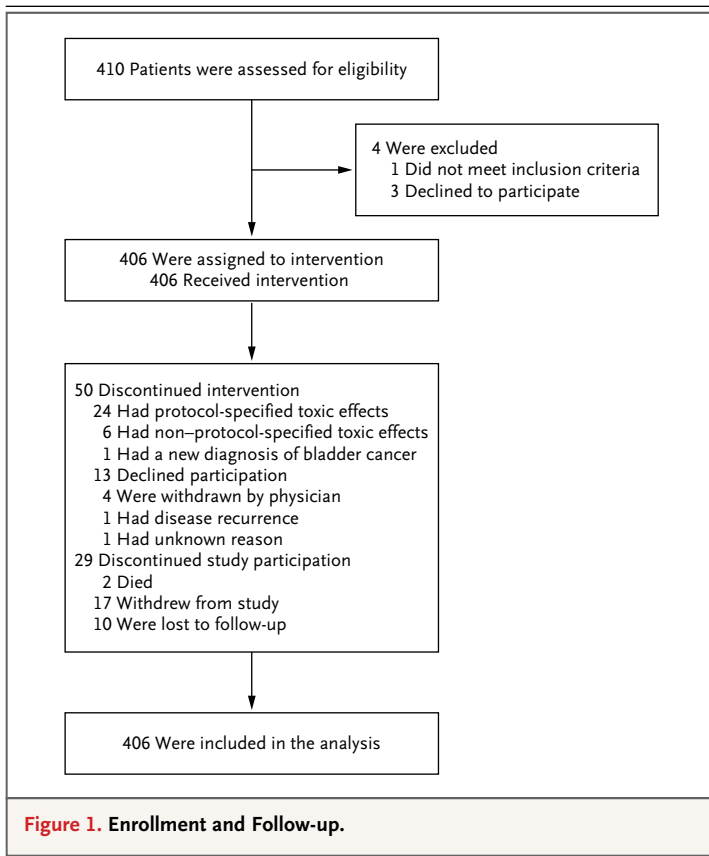 410 Patients were assessed for eligibility
4 Were excluded
1 Did not meet inclusion criteria
3 Declined to participate
406 Were assigned to intervention
406 Received intervention
50 Discontinued intervention
24 Had protocol-specified toxic effects
6 Had non–protocol-specified toxic effects
1 Had a new diagnosis of bladder cancer
13 Declined participation
4 Were withdrawn by physician
1 Had disease recurrence
1 Had unknown reason
29 Discontinued study participation
2 Died
17 Withdrew from study
10 Were lost to follow-up
406 Were included in the analysis
Figure 1. Enrollment and Follow-up.